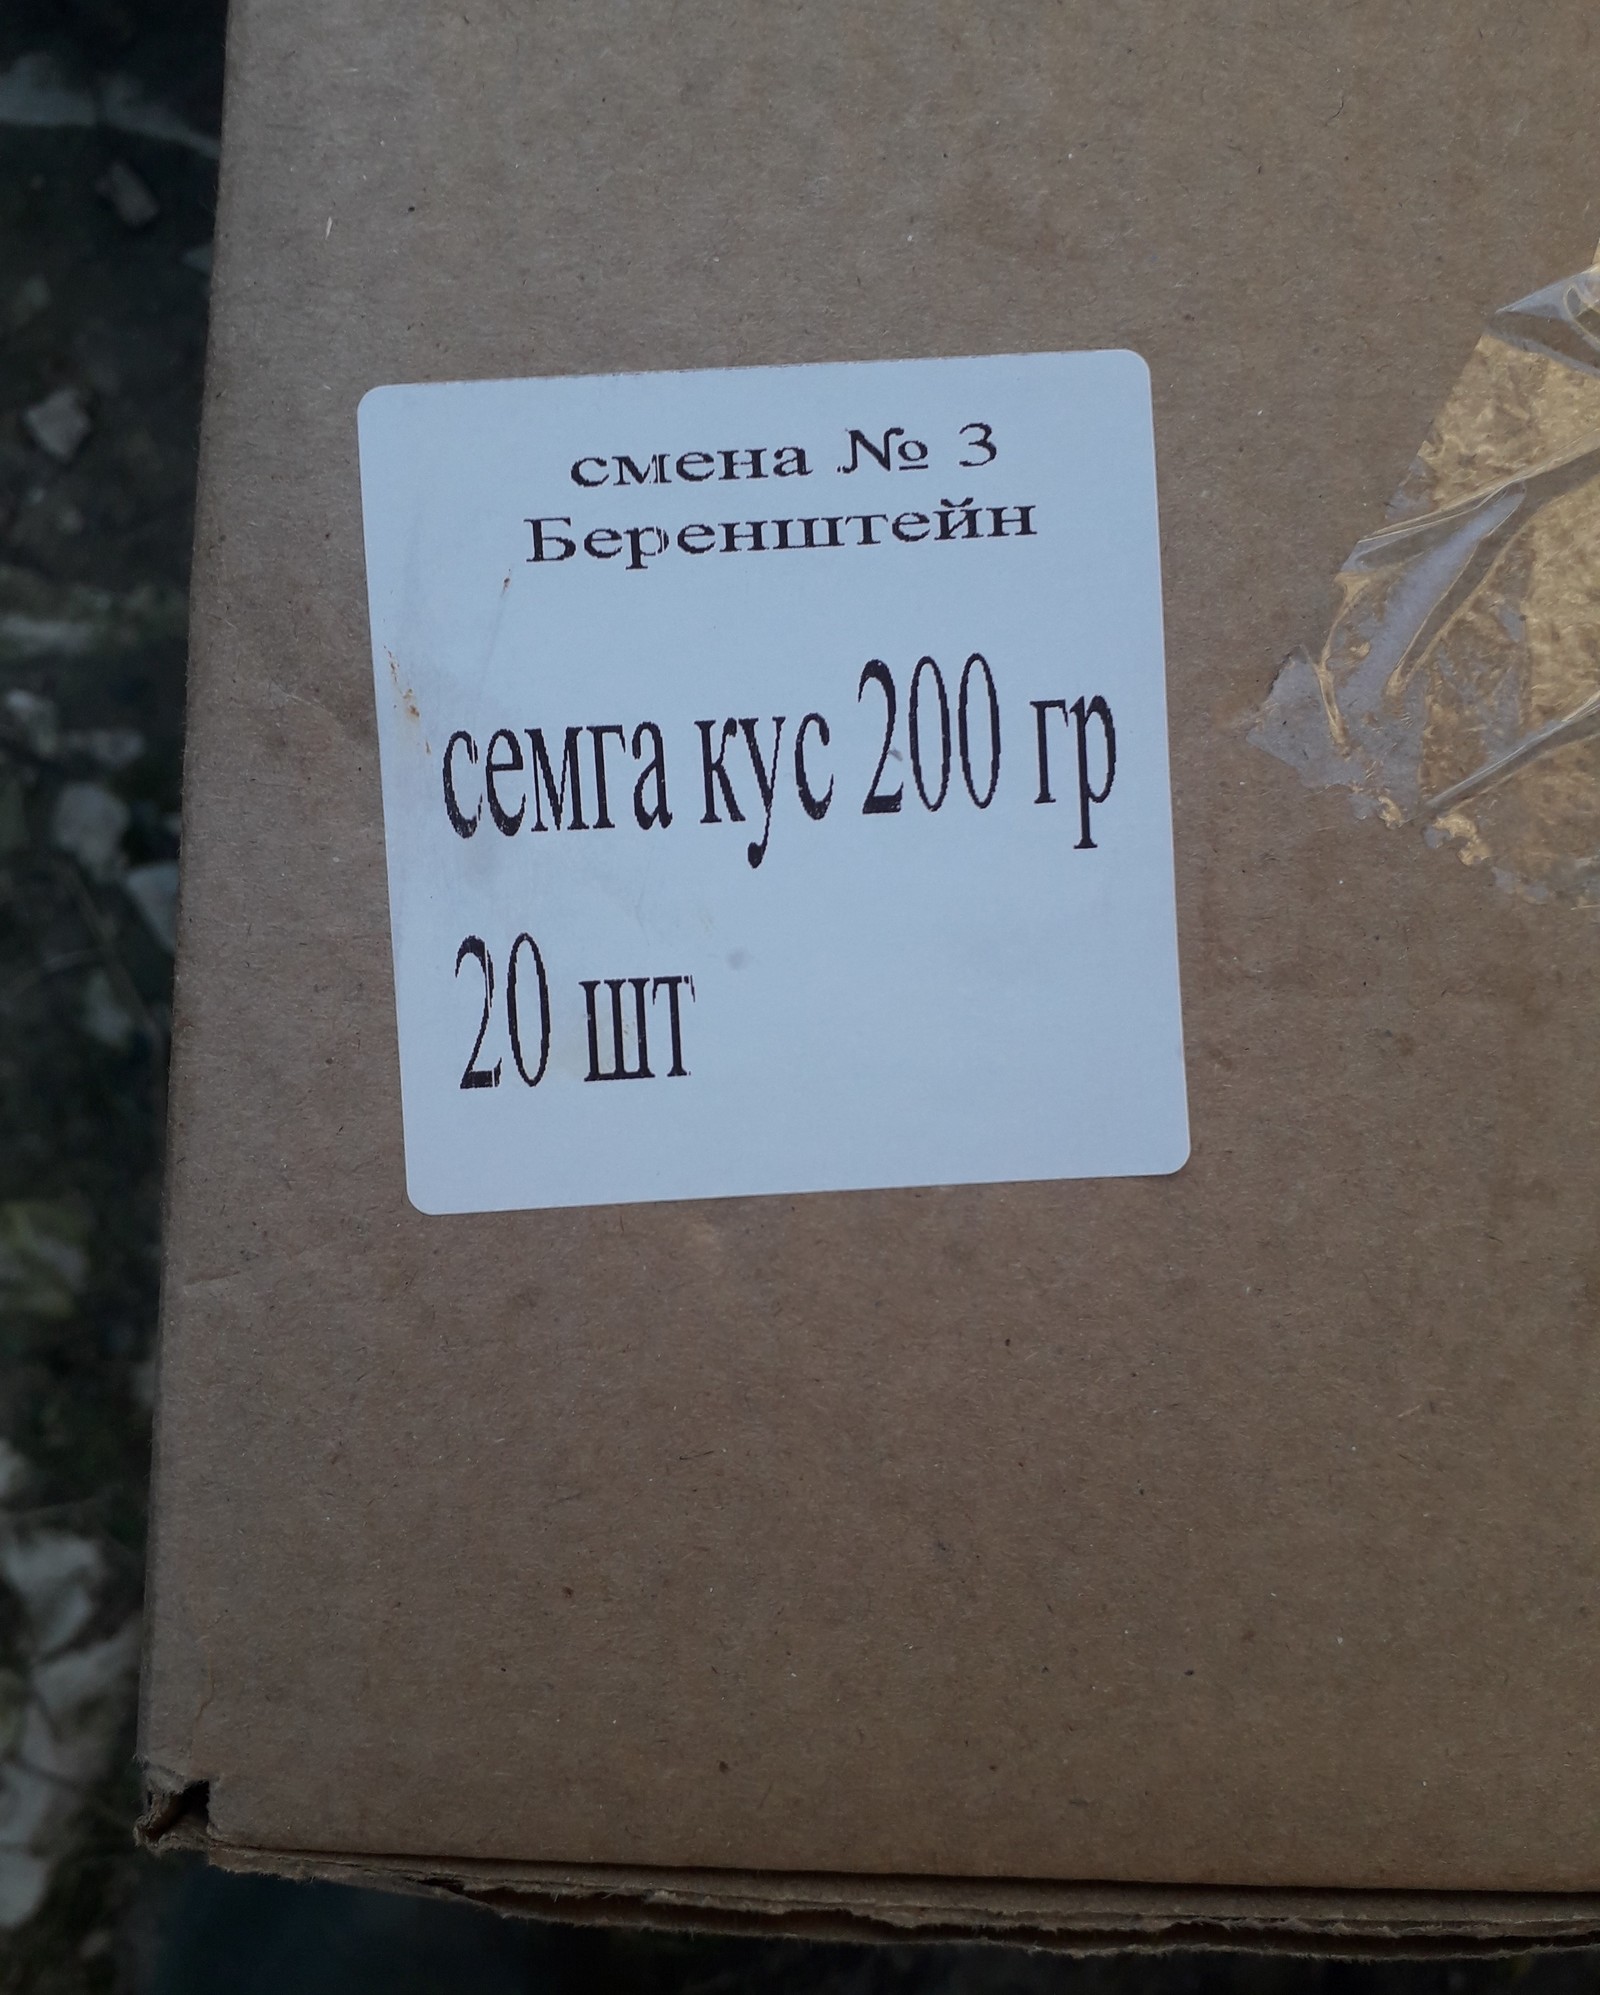 смена № 3
Беренштейн
семга кус 200 гр
20 шт